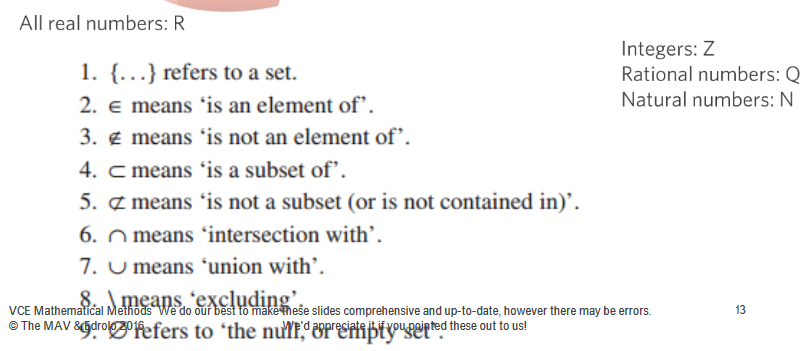 All real numbers: R
Integers: Z
Rational numbers: Q
Natural numbers: N
1. {...} refers to a set.
2. ∈ means ‘is an element of’.
3. ∉ means ‘is not an element of’.
4. ⊂ means ‘is a subset of’.
5. ⊄ means ‘is not a subset (or is not contained in)’.
6. ∩ means ‘intersection with’.
7. ∪ means ‘union with’.
8. \ means ‘excluding’.
VCE Mathematical Methods We do our best to make these slides comprehensive and up-to-date, however there may be errors.
13
9. ∅ refers to ‘the null, or empty set’.
© The MAV & Edrolo 2016 We'd appreciate it if you pointed these out to us!